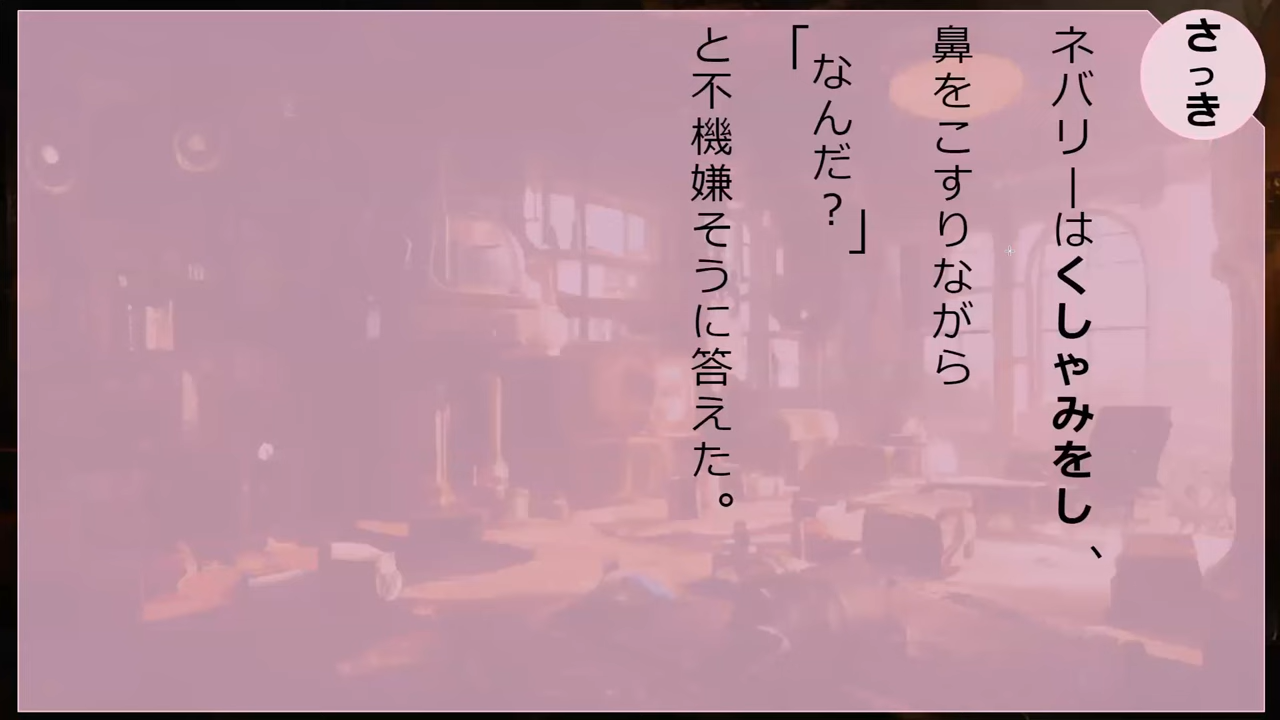 さっき
ネバリーはくしゃみをし、
鼻をこすりながら
「なんだ？」
と不機嫌そうに答えた。